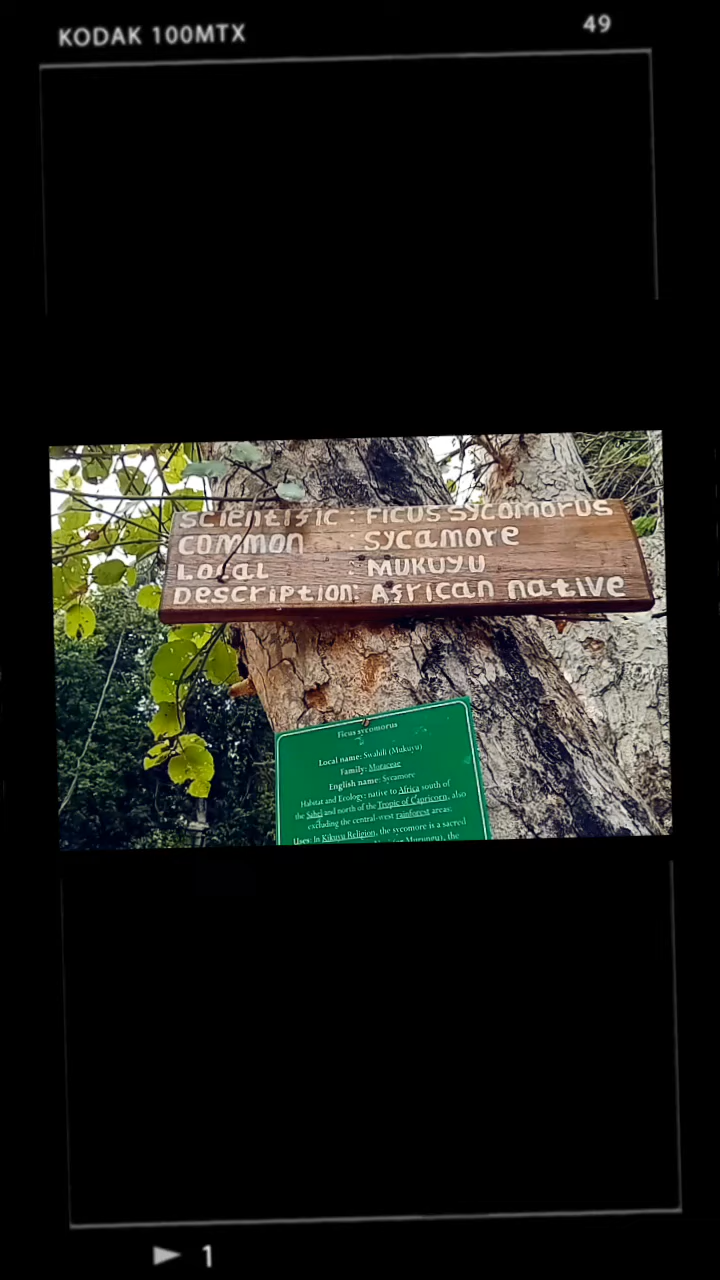 KODAK 100MTX
49
Scientific : Ficus Sycomorus
Common : Sycamore
Local : Mukuyu
Description: African native
Ficus sycomorus
Local name: Swahili (Mukuyu)
Family: Moraceae
English name: Sycamore
Habitat and Ecology: native to Africa south of
the Sahel and north of the Tropic of Capricorn, also
excluding the central-west rainforest areas;
Uses: In Kikuyu Religion, the sycomore is a sacred
Murungu), the
1